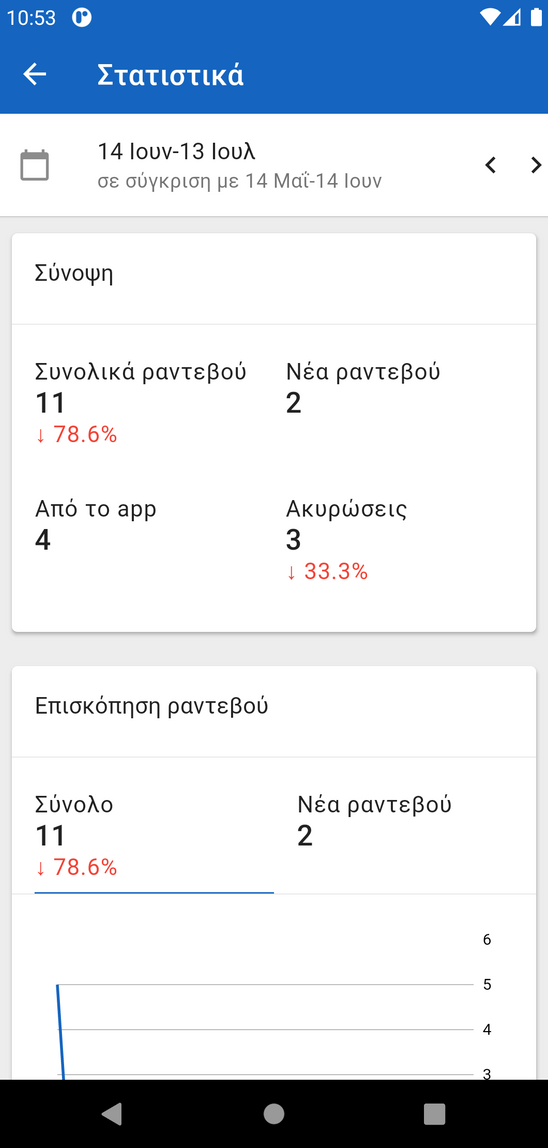 10:53
Στατιστικά
14 Ιουν-13 Ιουλ
σε σύγκριση με 14 Μαΐ-14 Ιουν
Σύνοψη
Συνολικά ραντεβού
11
↓ 78.6%
Νέα ραντεβού
2
Από το app
4
Ακυρώσεις
3
↓ 33.3%
Επισκόπηση ραντεβού
Σύνολο
11
↓ 78.6%
Νέα ραντεβού
2
6
5
4
3